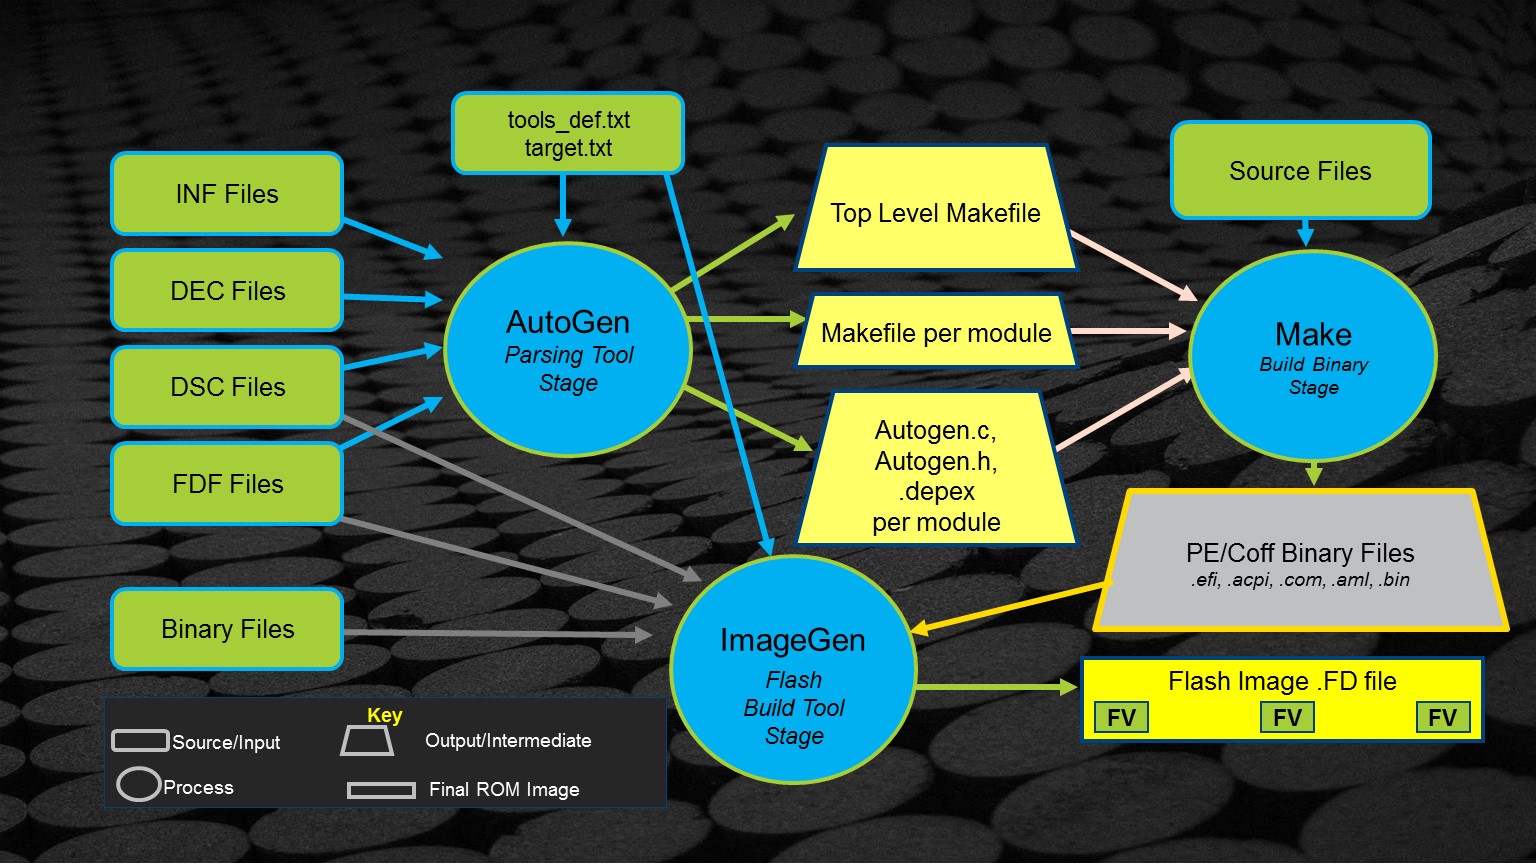 tools_def.txt
target.txt
INF Files
DEC Files
DSC Files
FDF Files
Binary Files
AutoGen
Parsing Tool
Stage
Top Level Makefile
Makefile per module
Autogen.c,
Autogen.h,
.depex
per module
Source Files
Make
Build Binary
Stage
PE/Coff Binary Files
.efi, .acpi, .com, .aml, .bin
ImageGen
Flash
Build Tool
Stage
Flash Image .FD file
FV FV FV
Key
Source/Input
Output/Intermediate
Process
Final ROM Image